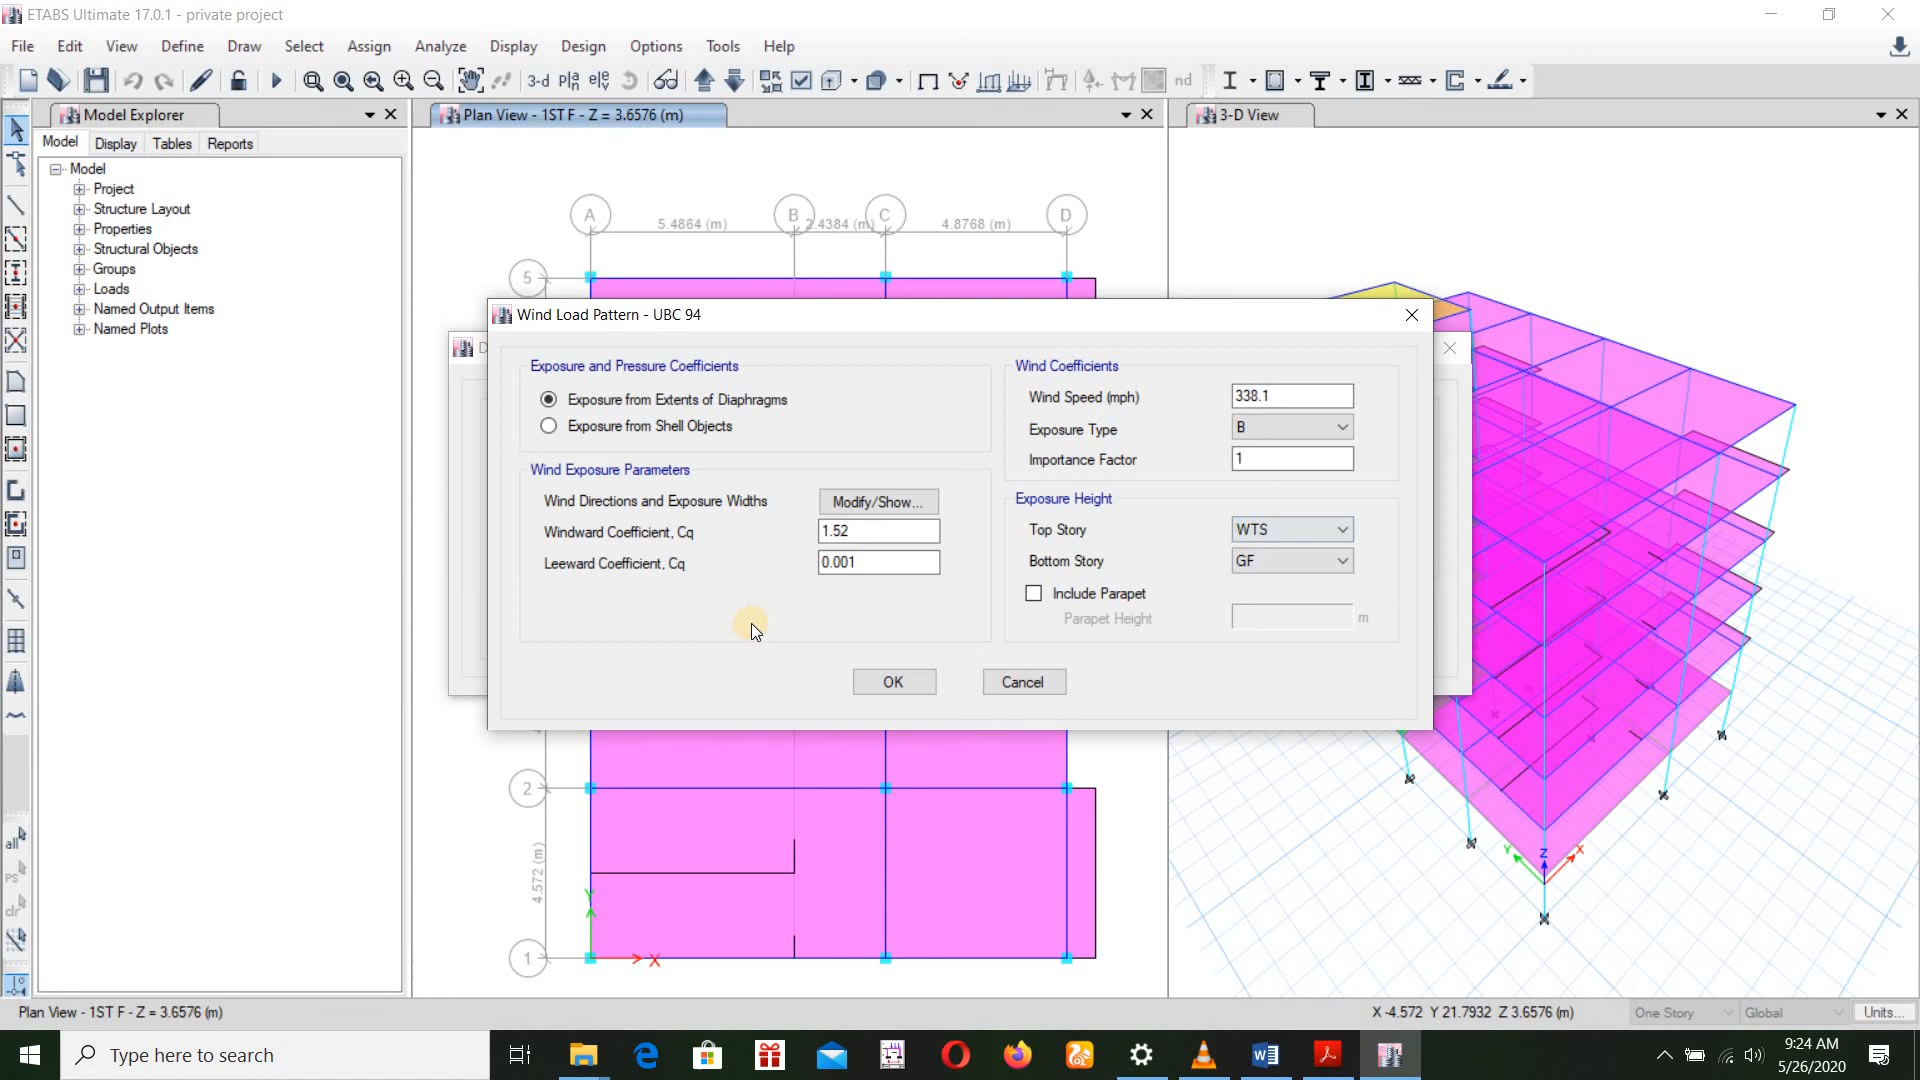 ETABS Ultimate 17.0.1 - private project
File Edit View Define Draw Select Assign Analyze Display Design Options Tools Help
3-d
nd
Model Explorer
Plan View - 1ST F - Z = 3.6576 (m)
3-D View
Model Display Tables Reports
Model
Project
Structure Layout
Properties
Structural Objects
Groups
Loads
Named Output Items
Named Plots
A B C D
5.4864 (m) 2.4384 (m) 4.8768 (m)
5
Wind Load Pattern - UBC 94
D
Exposure and Pressure Coefficients
Exposure from Extents of Diaphragms
Exposure from Shell Objects
Wind Exposure Parameters
Wind Directions and Exposure Widths Modify/Show...
Windward Coefficient, Cq 1.52
Leeward Coefficient, Cq 0.001
Wind Coefficients
Wind Speed (mph) 338.1
Exposure Type B
Importance Factor 1
Exposure Height
Top Story WTS
Bottom Story GF
Include Parapet
Parapet Height m
OK Cancel
2
4.572 (m)
Y
1
X
Y Z X
all
ps
clr
Plan View - 1ST F - Z = 3.6576 (m)
X -4.572 Y 21.7932 Z 3.6576 (m)
One Story Global Units...
Type here to search
9:24 AM
5/26/2020